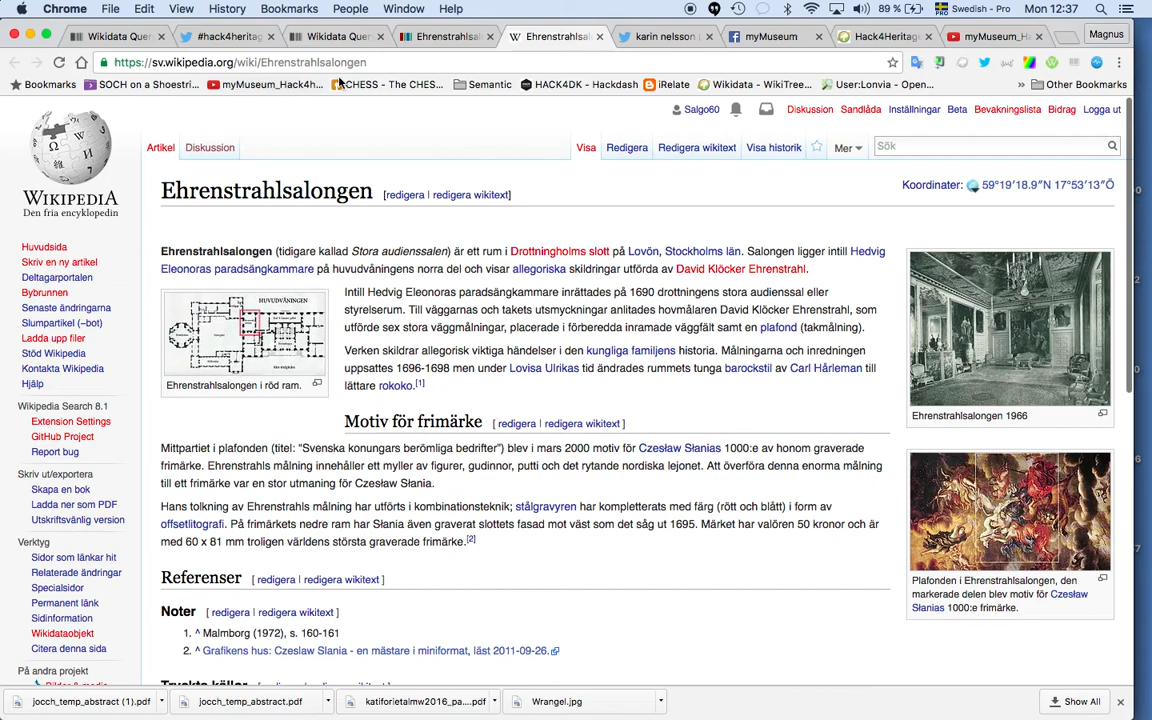 Chrome File Edit View History Bookmarks People Window Help 89 % Swedish - Pro Mon 12:37
Wikidata Quer Magnus
#hack4heritag
Wikidata Quer
Ehrenstrahlsal
Ehrenstrahlsal
karin nelsson
myMuseum
Hack4Heritag
myMuseum_Ha
https://sv.wikipedia.org/wiki/Ehrenstrahlsalongen
Bookmarks SOCH on a Shoestri... myMuseum_Hack4h... CHESS - The CHES... Semantic HACK4DK - Hackdash iRelate Wikidata - WikiTree... User:Lonvia - Open... » Other Bookmarks
Salgo60 Diskussion Sandlåda Inställningar Beta Bevakningslista Bidrag Logga ut
Artikel Diskussion Visa Redigera Redigera wikitext Visa historik Mer Sök
WIKIPEDIA
Den fria encyklopedin
Huvudsida
Skriv en ny artikel
Deltagarportalen
Bybrunnen
Senaste ändringarna
Slumpartikel (–bot)
Ladda upp filer
Stöd Wikipedia
Kontakta Wikipedia
Hjälp
Wikipedia Search 8.1
Extension Settings
GitHub Project
Report bug
Skriv ut/exportera
Skapa en bok
Ladda ner som PDF
Utskriftsvänlig version
Verktyg
Sidor som länkar hit
Relaterade ändringar
Specialsidor
Permanent länk
Sidinformation
Wikidataobjekt
Citera denna sida
På andra projekt
Ehrenstrahlsalongen [redigera | redigera wikitext]
Koordinater: 59°19′18.9″N 17°53′13″Ö
Ehrenstrahlsalongen (tidigare kallad Stora audienssalen) är ett rum i Drottningholms slott på Lovön, Stockholms län. Salongen ligger intill Hedvig
Eleonoras paradsängkammare på huvudvåningens norra del och visar allegoriska skildringar utförda av David Klöcker Ehrenstrahl.
HUVUDVÅNINGEN
Ehrenstrahlsalongen i röd ram.
Intill Hedvig Eleonoras paradsängkammare inrättades på 1690 drottningens stora audienssal eller
styrelserum. Till väggarnas och takets utsmyckningar anlitades hovmålaren David Klöcker Ehrenstrahl, som
utförde sex stora väggmålningar, placerade i förberedda inramade väggfält samt en plafond (takmålning).
Verken skildrar allegorisk viktiga händelser i den kungliga familjens historia. Målningarna och inredningen
uppsattes 1696-1698 men under Lovisa Ulrikas tid ändrades rummets tunga barockstil av Carl Hårleman till
lättare rokoko.[1]
Motiv för frimärke [ redigera | redigera wikitext ]
Mittpartiet i plafonden (titel: "Svenska konungars berömliga bedrifter") blev i mars 2000 motiv för Czesław Słanias 1000:e av honom graverade
frimärke. Ehrenstrahls målning innehåller ett myller av figurer, gudinnor, putti och det rytande nordiska lejonet. Att överföra denna enorma målning
till ett frimärke var en stor utmaning för Czesław Słania.
Hans tolkning av Ehrenstrahls målning har utförts i kombinationsteknik; stålgravyren har kompletterats med färg (rött och blått) i form av
offsetlitografi. På frimärkets nedre ram har Słania även graverat slottets fasad mot väst som det såg ut 1695. Märket har valören 50 kronor och är
med 60 x 81 mm troligen världens största graverade frimärke.[2]
Referenser [ redigera | redigera wikitext ]
Noter [ redigera | redigera wikitext ]
1. ^ Malmborg (1972), s. 160-161
2. ^ Grafikens hus: Czeslaw Slania - en mästare i miniformat, läst 2011-09-26.
Ehrenstrahlsalongen 1966
Plafonden i Ehrenstrahlsalongen, den
markerade delen blev motiv för Czesław
Słanias 1000:e frimärke.
jocch_temp_abstract (1).pdf jocch_temp_abstract.pdf katiforietalmw2016_pa....pdf Wrangel.jpg Show All